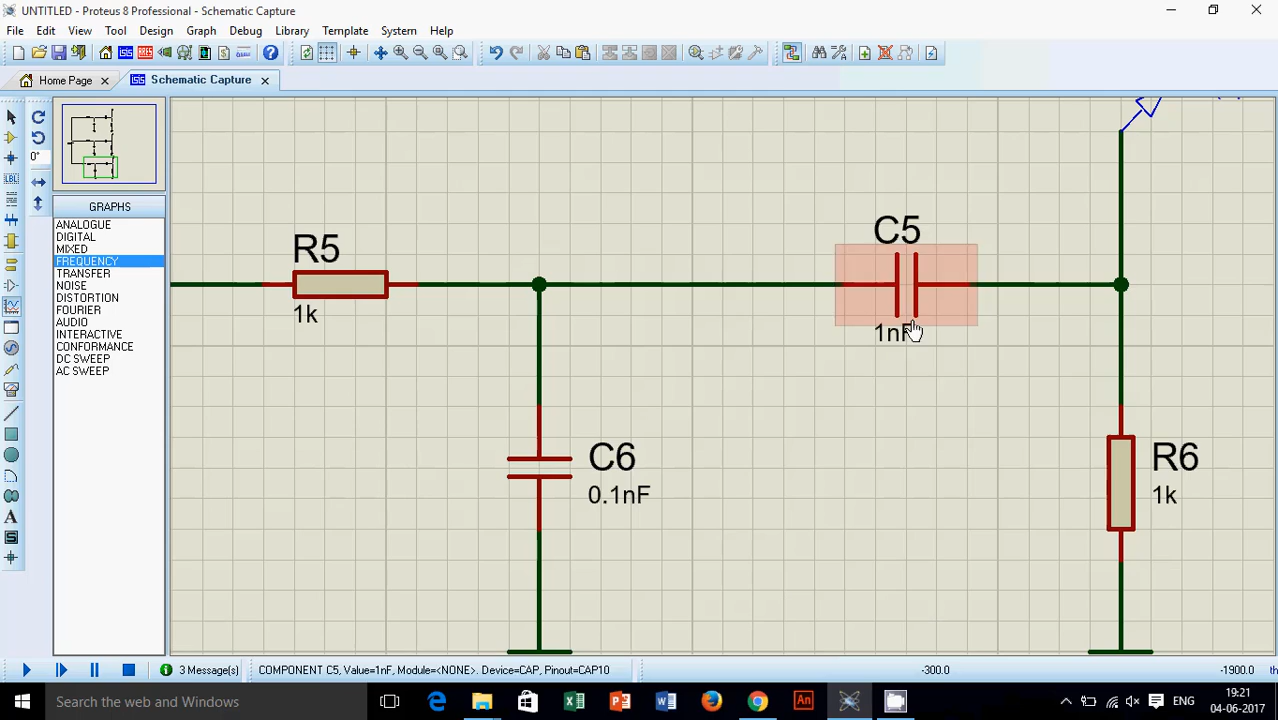 UNTITLED - Proteus 8 Professional - Schematic Capture
File Edit View Tool Design Graph Debug Library Template System Help
Home Page
Schematic Capture
0°
LBL
GRAPHS
ANALOGUE
DIGITAL
MIXED
FREQUENCY
TRANSFER
NOISE
DISTORTION
FOURIER
AUDIO
INTERACTIVE
CONFORMANCE
DC SWEEP
AC SWEEP
A
R5
1k
C5
1nF
C6
0.1nF
R6
1k
3 Message(s)
COMPONENT C5, Value=1nF, Module=<NONE>, Device=CAP, Pinout=CAP10
-300.0
-1900.0
th
Search the web and Windows
ENG
19:21
04-06-2017